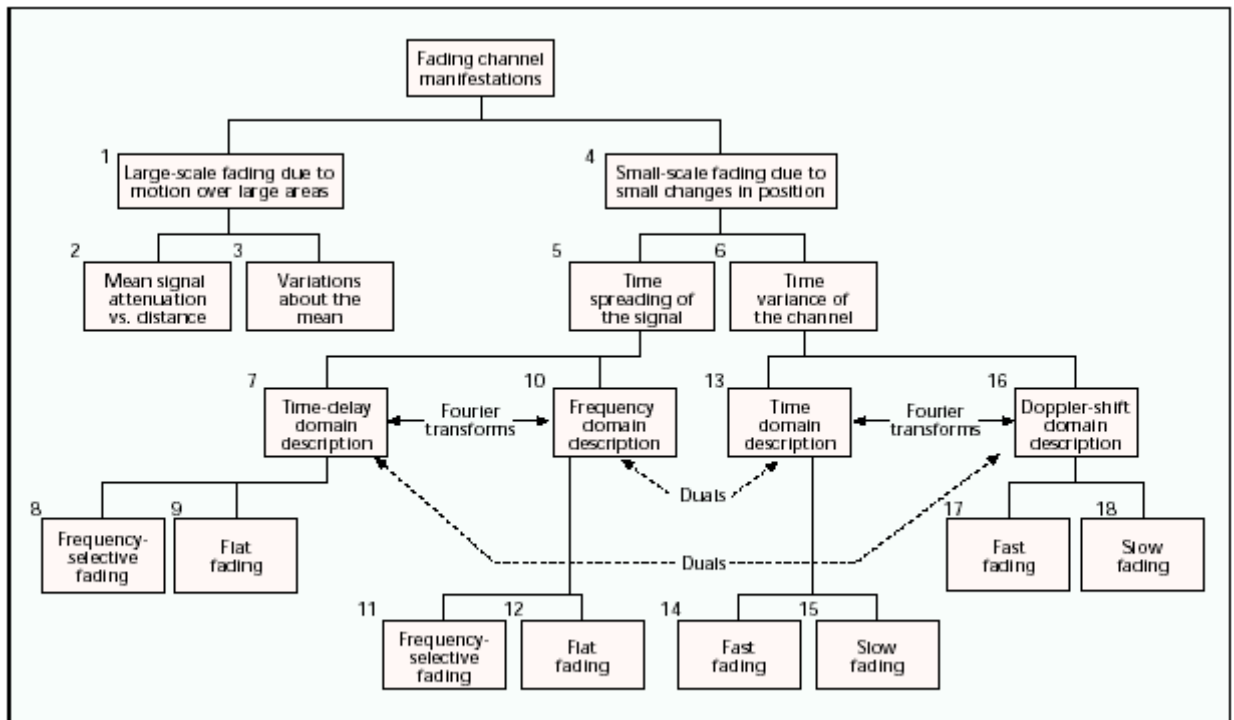 Fading channel
manifestations
1
Large-scale fading due to
motion over large areas
4
Small-scale fading due to
small changes in position
2
Mean signal
attenuation
vs. distance
3
Variations
about the
mean
5
Time
spreading of
the signal
6
Time
variance of
the channel
7
Time-delay
domain
description
Fourier
transforms
10
Frequency
domain
description
13
Time
domain
description
Fourier
transforms
16
Doppler-shift
domain
description
Duals
8
Frequency-
selective
fading
9
Flat
fading
Duals
17
Fast
fading
18
Slow
fading
11
Frequency-
selective
fading
12
Flat
fading
14
Fast
fading
15
Slow
fading